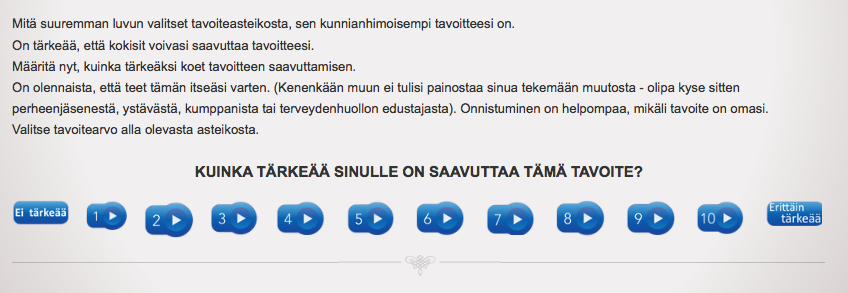 Mitä suuremman luvun valitset tavoiteasteikosta, sen kunnianhimoisempi tavoitteesi on.
On tärkeää, että kokisit voivasi saavuttaa tavoitteesi.
Määritä nyt, kuinka tärkeäksi koet tavoitteen saavuttamisen.
On olennaista, että teet tämän itseäsi varten. (Kenenkään muun ei tulisi painostaa sinua tekemään muutosta - olipa kyse sitten
perheenjäsenestä, ystävästä, kumppanista tai terveydenhuollon edustajasta). Onnistuminen on helpompaa, mikäli tavoite on omasi.
Valitse tavoitearvo alla olevasta asteikosta.
KUINKA TÄRKEÄÄ SINULLE ON SAAVUTTAA TÄMÄ TAVOITE?
Ei tärkeää 1 2 3 4 5 6 7 8 9 10 Erittäin
tärkeää